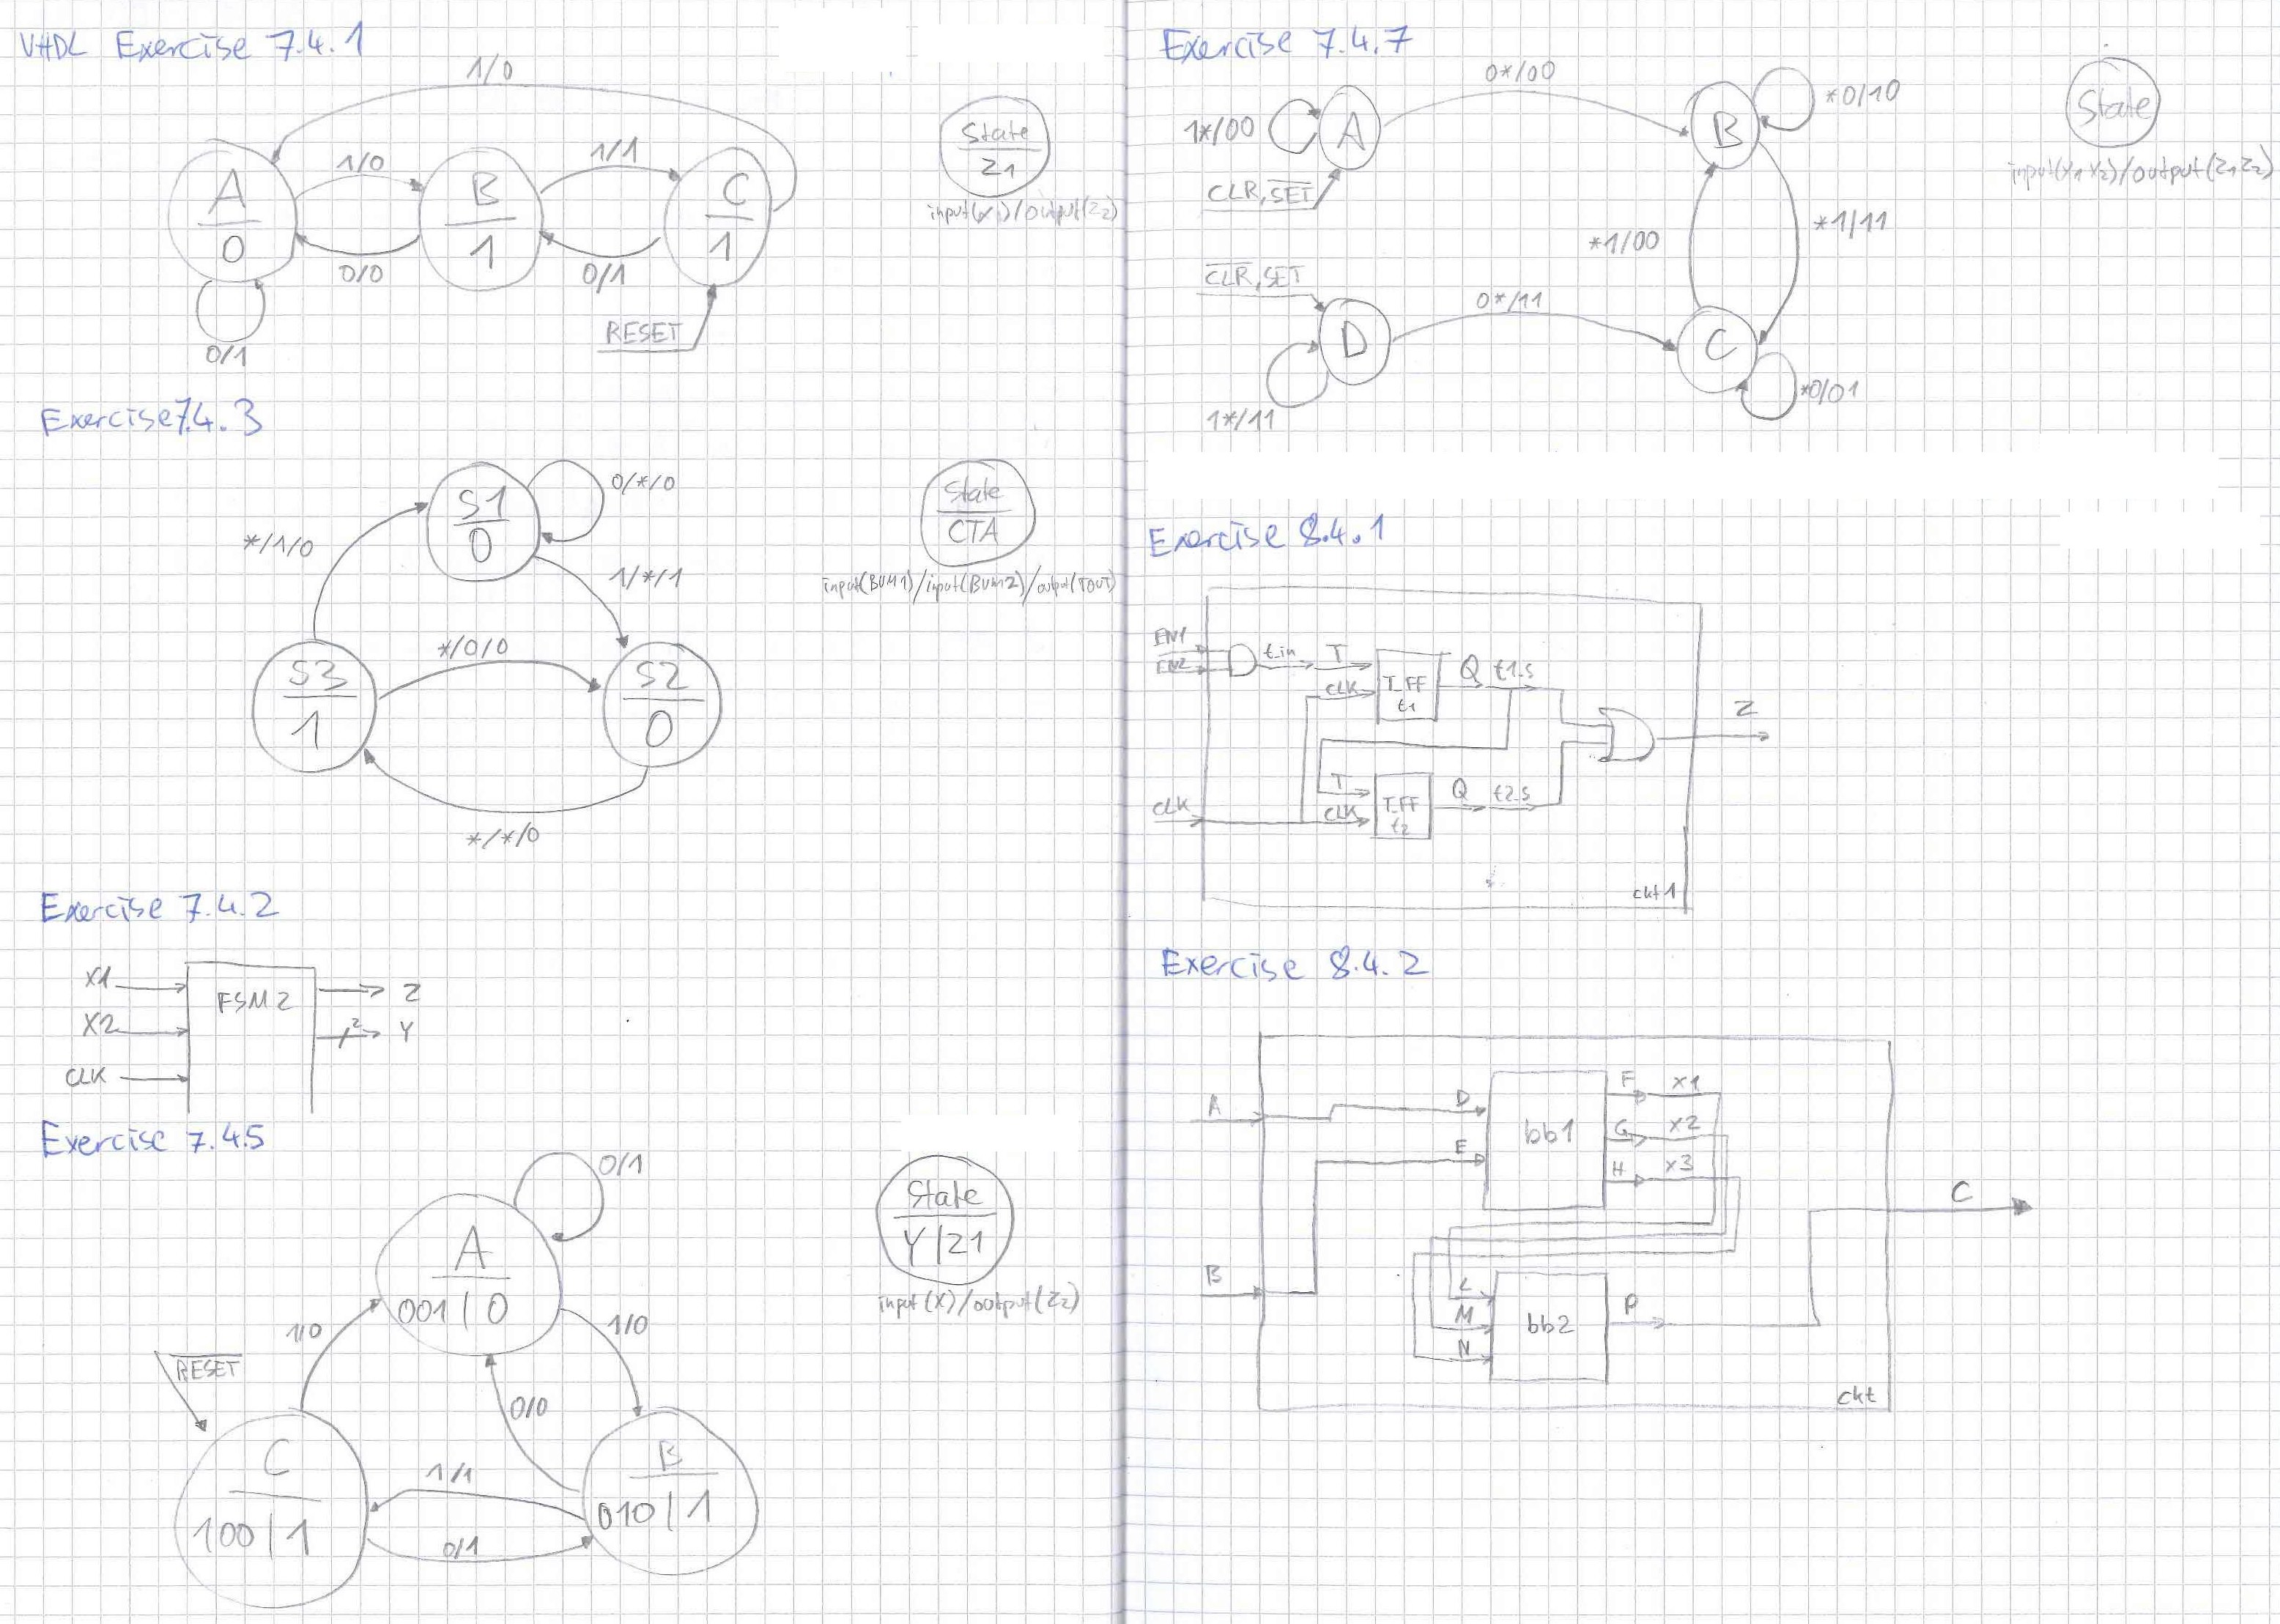 VHDL Exercise 7.4.1
1/0
A
0
1/0
B
1
1/1
C
1
0/0
0/1
0/1
RESET
State
Z1
input(x1)/output(Z2)
Exercise 7.4.3
S1
0
0/*/0
*/1/0
1/*/1
*/0/0
S3
1
S2
0
*/*/0
State
CTA
input(BUM1)/input(BUM2)/output(TOUT)
Exercise 7.4.2
X1
X2
CLK
FSM2
Z
2
Y
Exercise 7.4.5
0/1
A
001|0
1/0
1/0
RESET
0/0
C
100|1
1/1
0/1
B
010|1
State
Y|Z1
input(X)/output(Z2)
Exercise 7.4.7
0*/00
1*/00
A
CLR,SET
B
*0/10
*1/00
*1/11
CLR,SET
D
0*/11
C
1*/11
*0/01
State
input(X1X2)/output(Z1Z2)
Exercise 8.4.1
EN1
EN2
t_in
T
CLK
T_FF
t1
Q t1_s
Z
CLK
T
CLK
T_FF
t2
Q t2_s
ckt1
Exercise 8.4.2
A
B
D
E
bb1
F x1
G x2
H x3
L
M
N
bb2
P
C
ckt